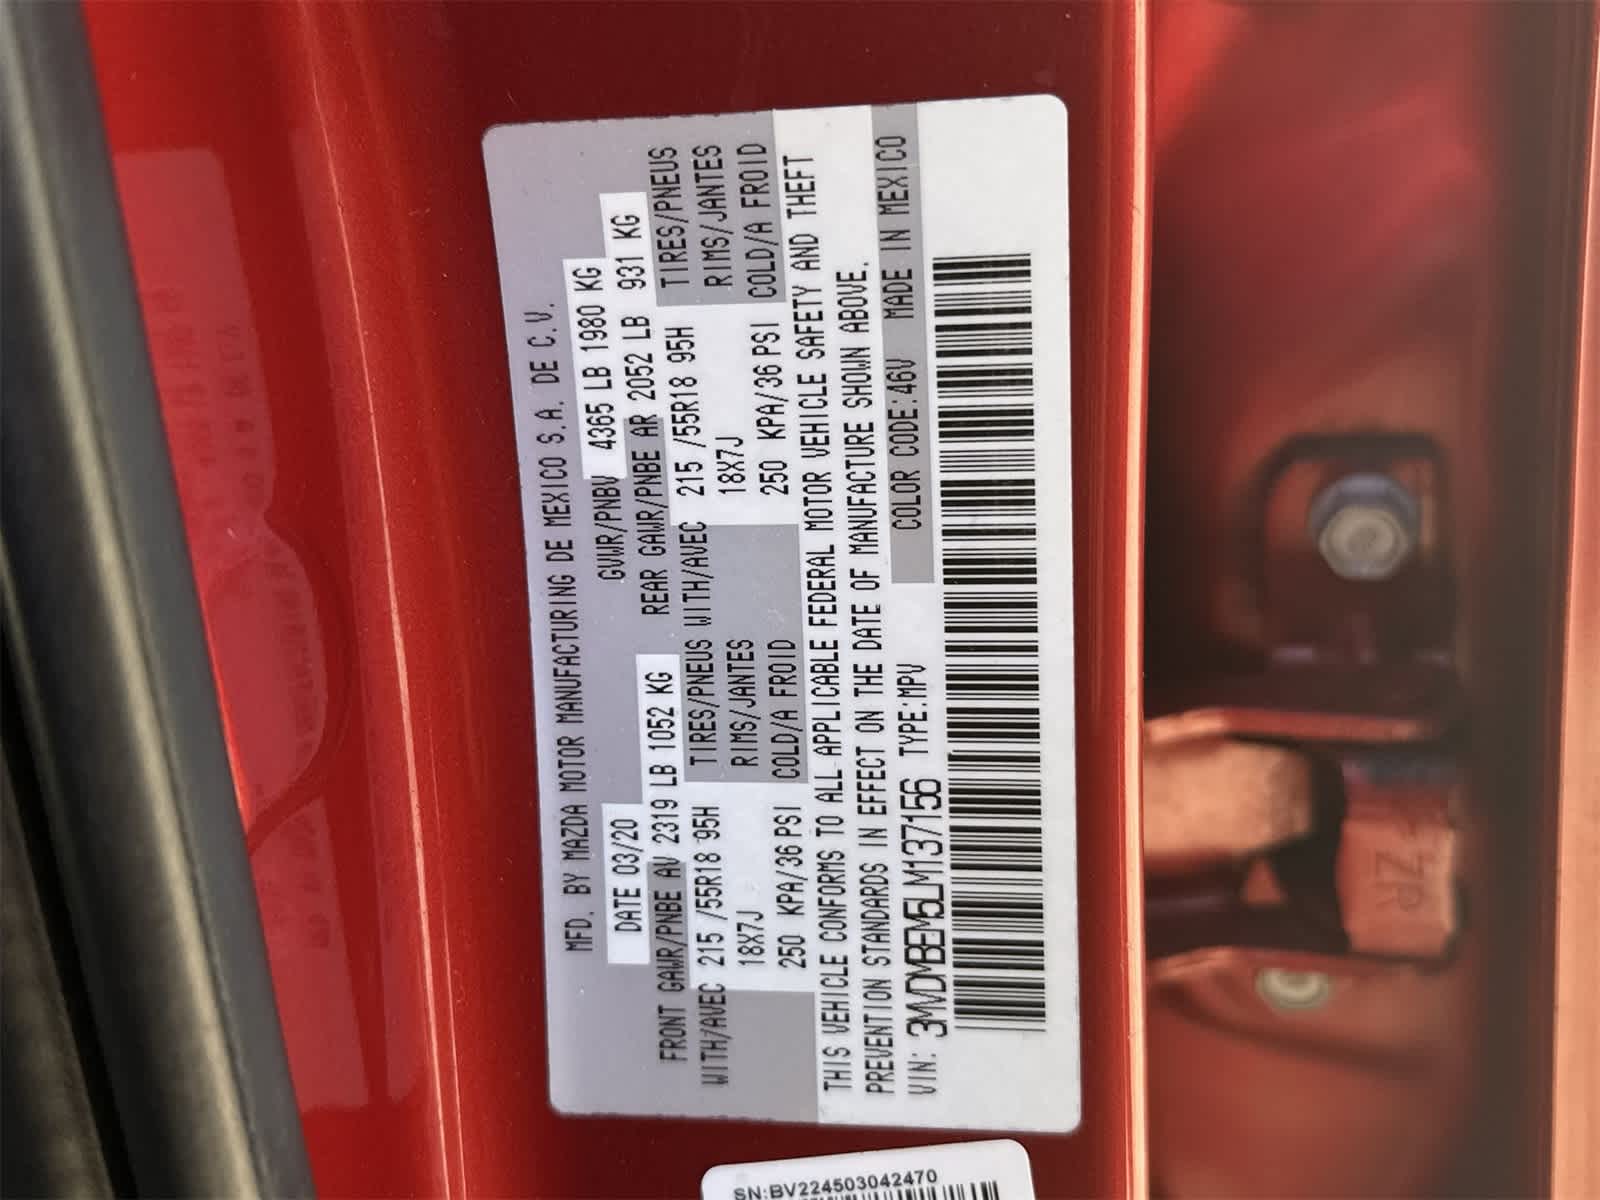 MFD. BY MAZDA MOTOR MANUFACTURING DE MEXICO S.A. DE C.V.
DATE 03/20 GVWR/PNBV 4365 LB 1980 KG
FRONT GAWR/PNBE AV 2319 LB 1052 KG REAR GAWR/PNBE AR 2052 LB 931 KG
WITH/AVEC 215 /55R18 95H TIRES/PNEUS WITH/AVEC 215 /55R18 95H TIRES/PNEUS
18X7J RIMS/JANTES 18X7J RIMS/JANTES
250 KPA/36 PSI COLD/A FROID 250 KPA/36 PSI COLD/A FROID
THIS VEHICLE CONFORMS TO ALL APPLICABLE FEDERAL MOTOR VEHICLE SAFETY AND THEFT
PREVENTION STANDARDS IN EFFECT ON THE DATE OF MANUFACTURE SHOWN ABOVE.
VIN: 3MVDMBEM5LM137156 TYPE:MPV COLOR CODE:46V MADE IN MEXICO
SN:BV224503042470